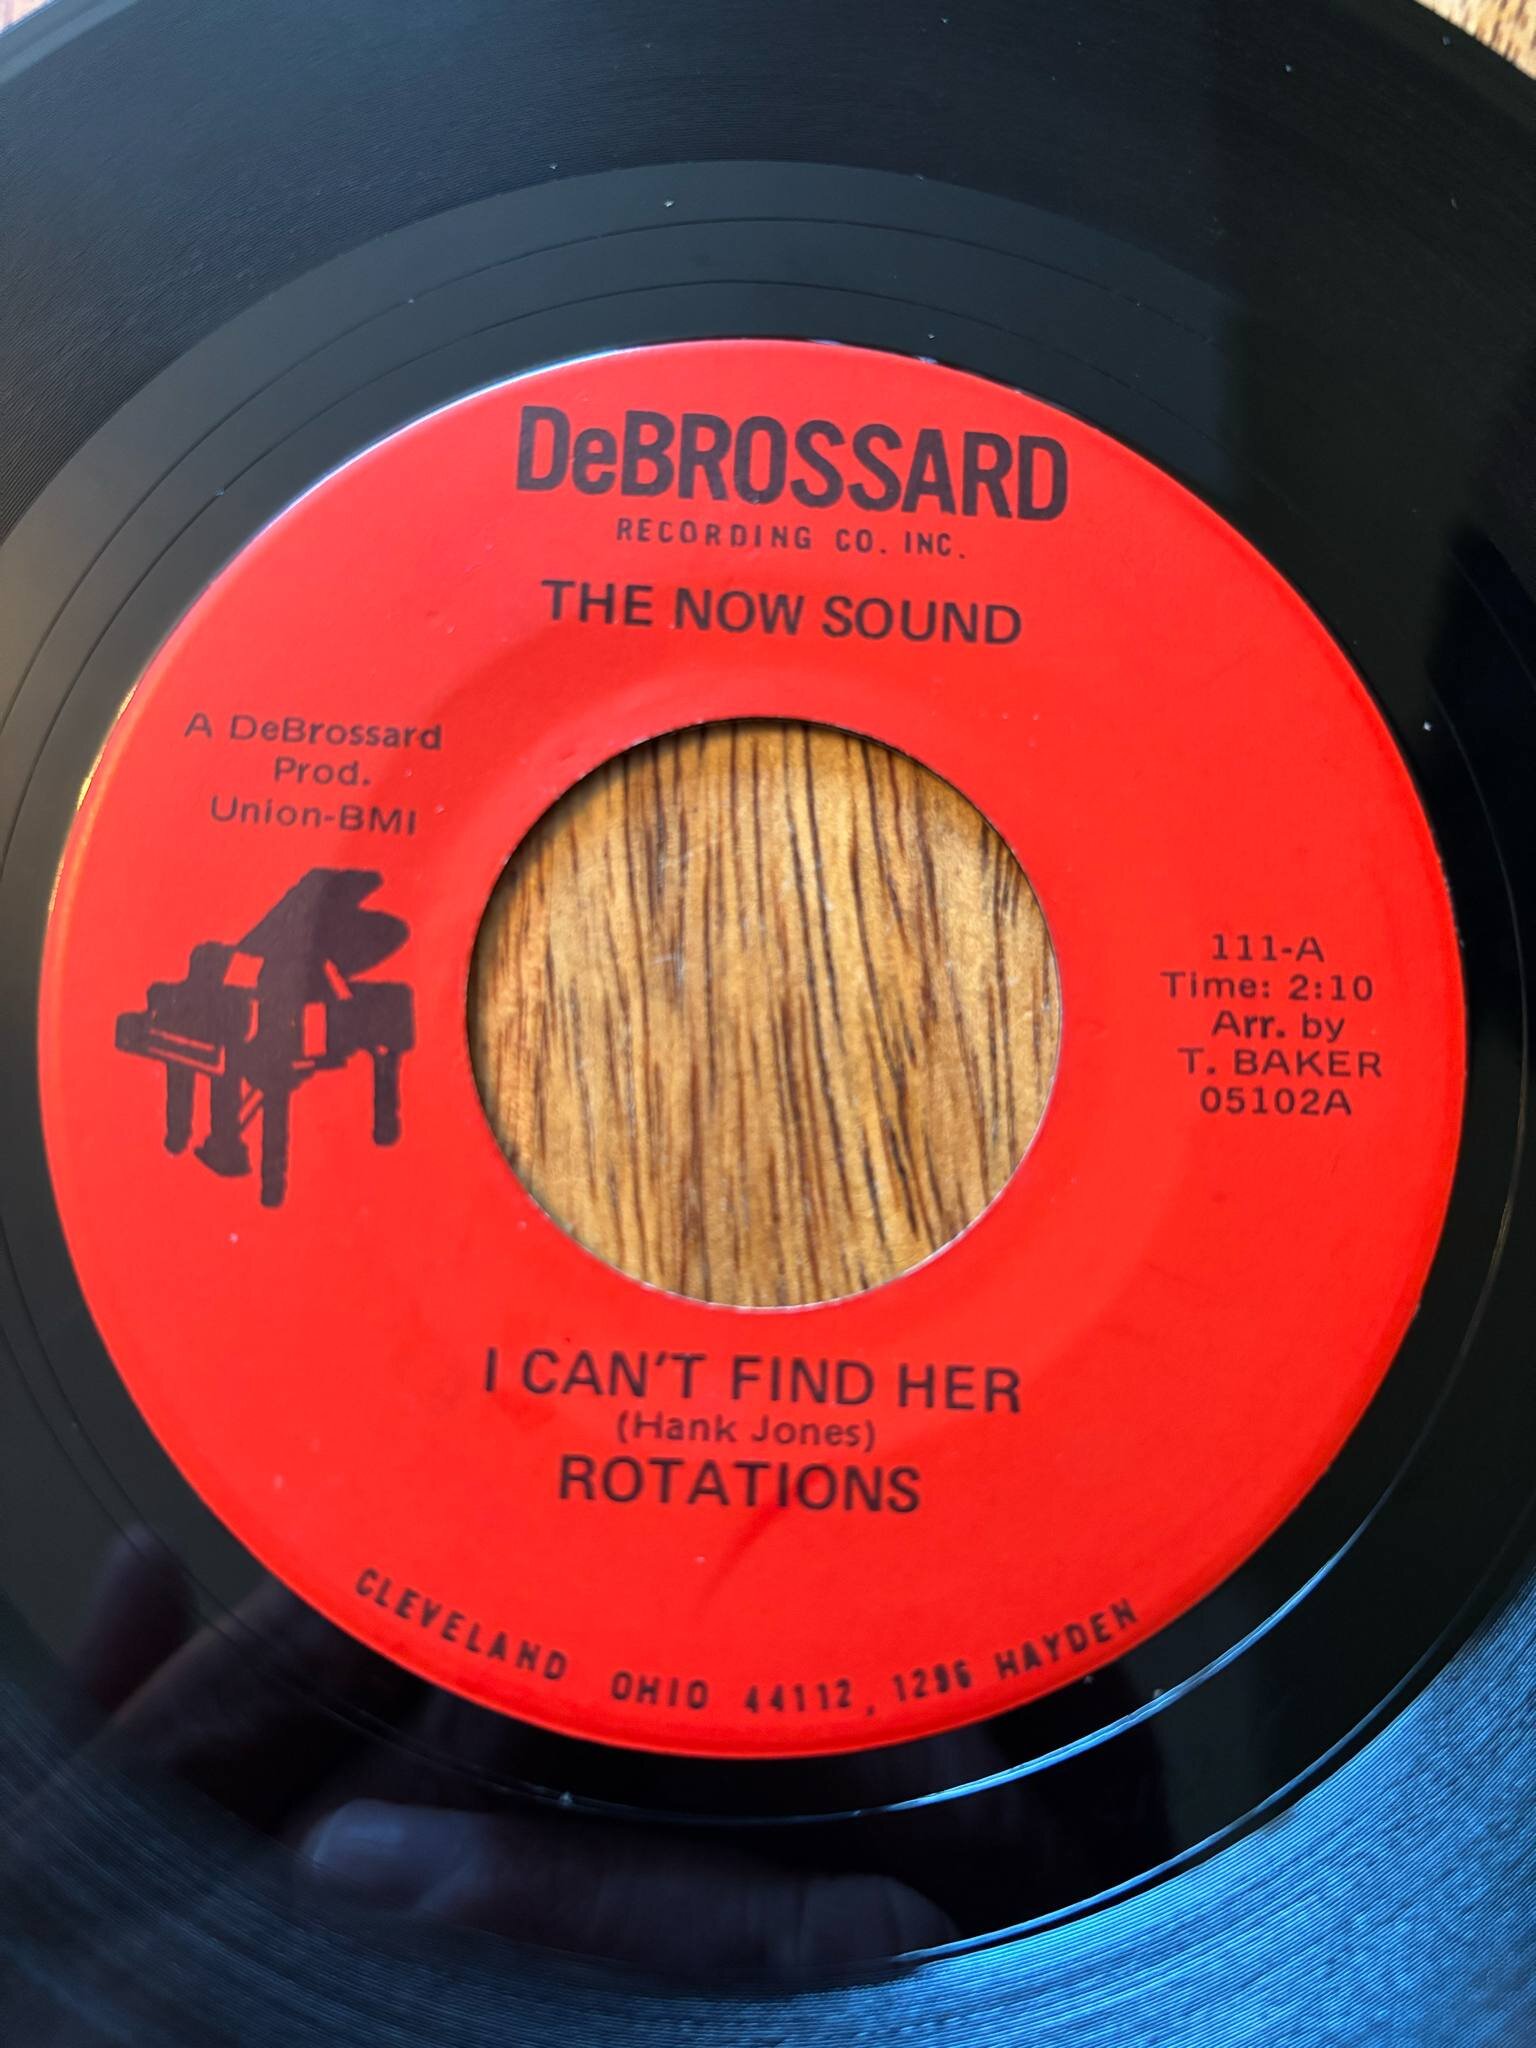 DeBROSSARD
RECORDING CO. INC.
THE NOW SOUND
A DeBrossard
Prod.
Union-BMI
111-A
Time: 2:10
Arr. by
T. BAKER
05102A
I CAN'T FIND HER
(Hank Jones)
ROTATIONS
CLEVELAND OHIO 44112, 1296 HAYDEN